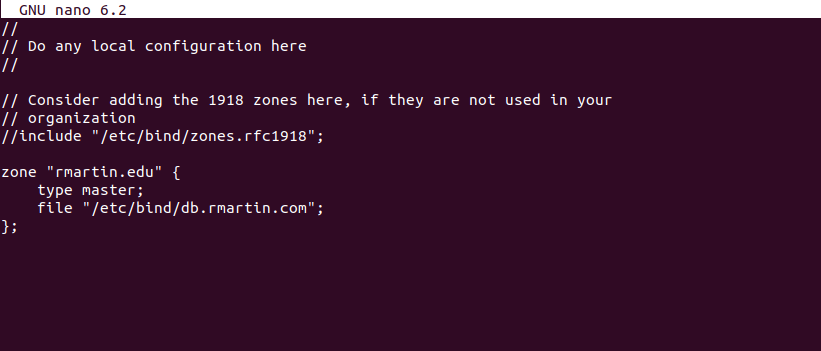 GNU nano 6.2
//
// Do any local configuration here
//
// Consider adding the 1918 zones here, if they are not used in your
// organization
//include "/etc/bind/zones.rfc1918";
zone "rmartin.edu" {
    type master;
    file "/etc/bind/db.rmartin.com";
};